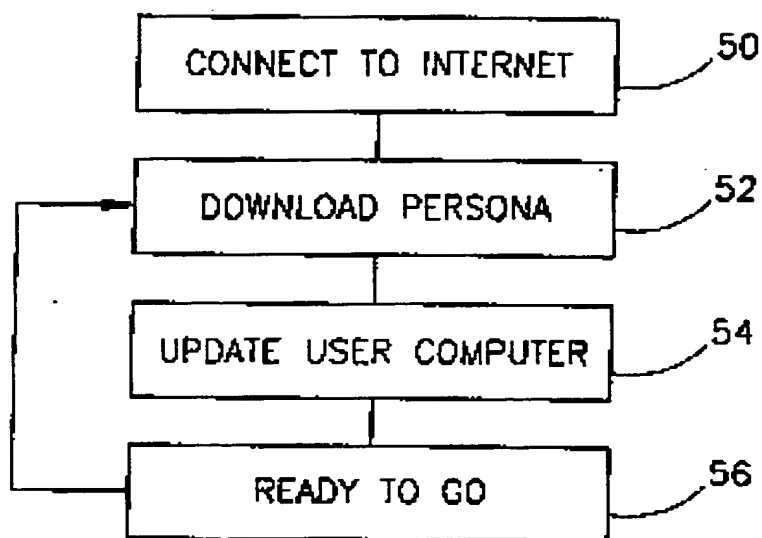 CONNECT TO INTERNET
50
DOWNLOAD PERSONA
52
UPDATE USER COMPUTER
54
READY TO GO
56